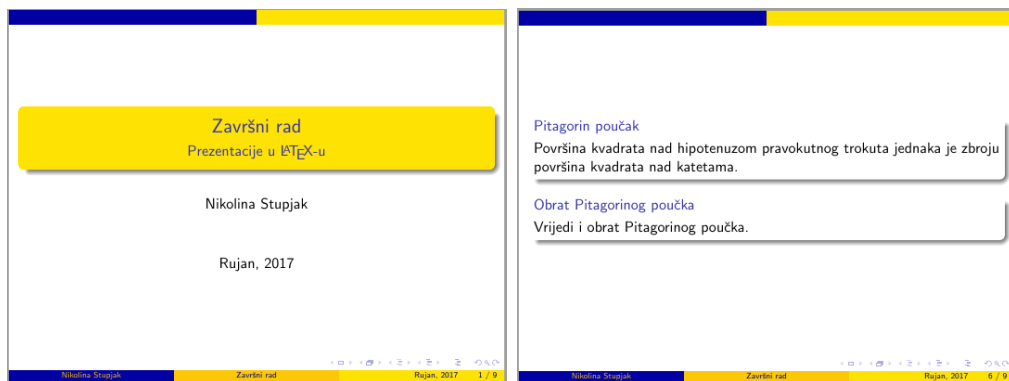 Završni rad
Prezentacije u LATEX-u
Nikolina Stupjak
Rujan, 2017
Nikolina Stupjak Završni rad Rujan, 2017 1 / 9
Pitagorin poučak
Površina kvadrata nad hipotenuzom pravokutnog trokuta jednaka je zbroju
površina kvadrata nad katetama.
Obrat Pitagorinog poučka
Vrijedi i obrat Pitagorinog poučka.
Nikolina Stupjak Završni rad Rujan, 2017 6 / 9